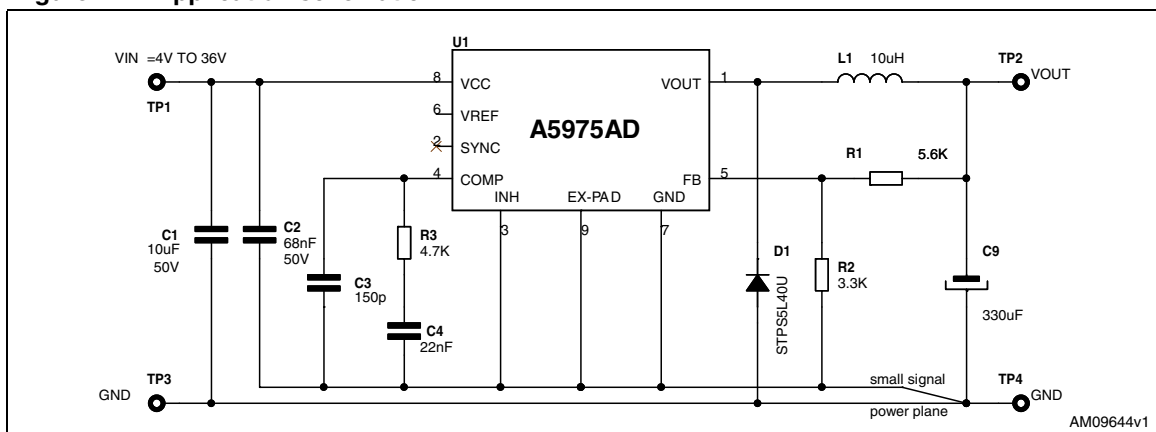 U1
VIN =4V TO 36V
TP1
8
VCC
6
VREF
2
SYNC
4
COMP
A5975AD
INH
EX-PAD
GND
3
9
7
VOUT
1
FB
5
L1
10uH
TP2
VOUT
R1
5.6K
C1
10uF
50V
C2
68nF
50V
C3
150p
R3
4.7K
C4
22nF
D1
STPS5L40U
R2
3.3K
C9
330uF
TP3
GND
small signal
power plane
TP4
GND
AM09644v1